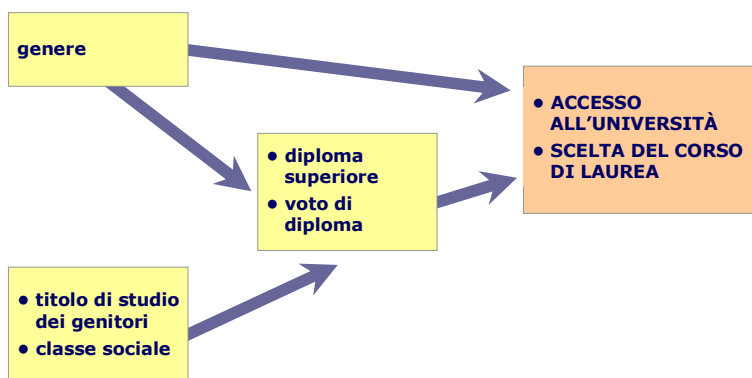 genere
• ACCESSO
ALL’UNIVERSITÀ
• SCELTA DEL CORSO
DI LAUREA
• diploma
superiore
• voto di
diploma
• titolo di studio
dei genitori
• classe sociale